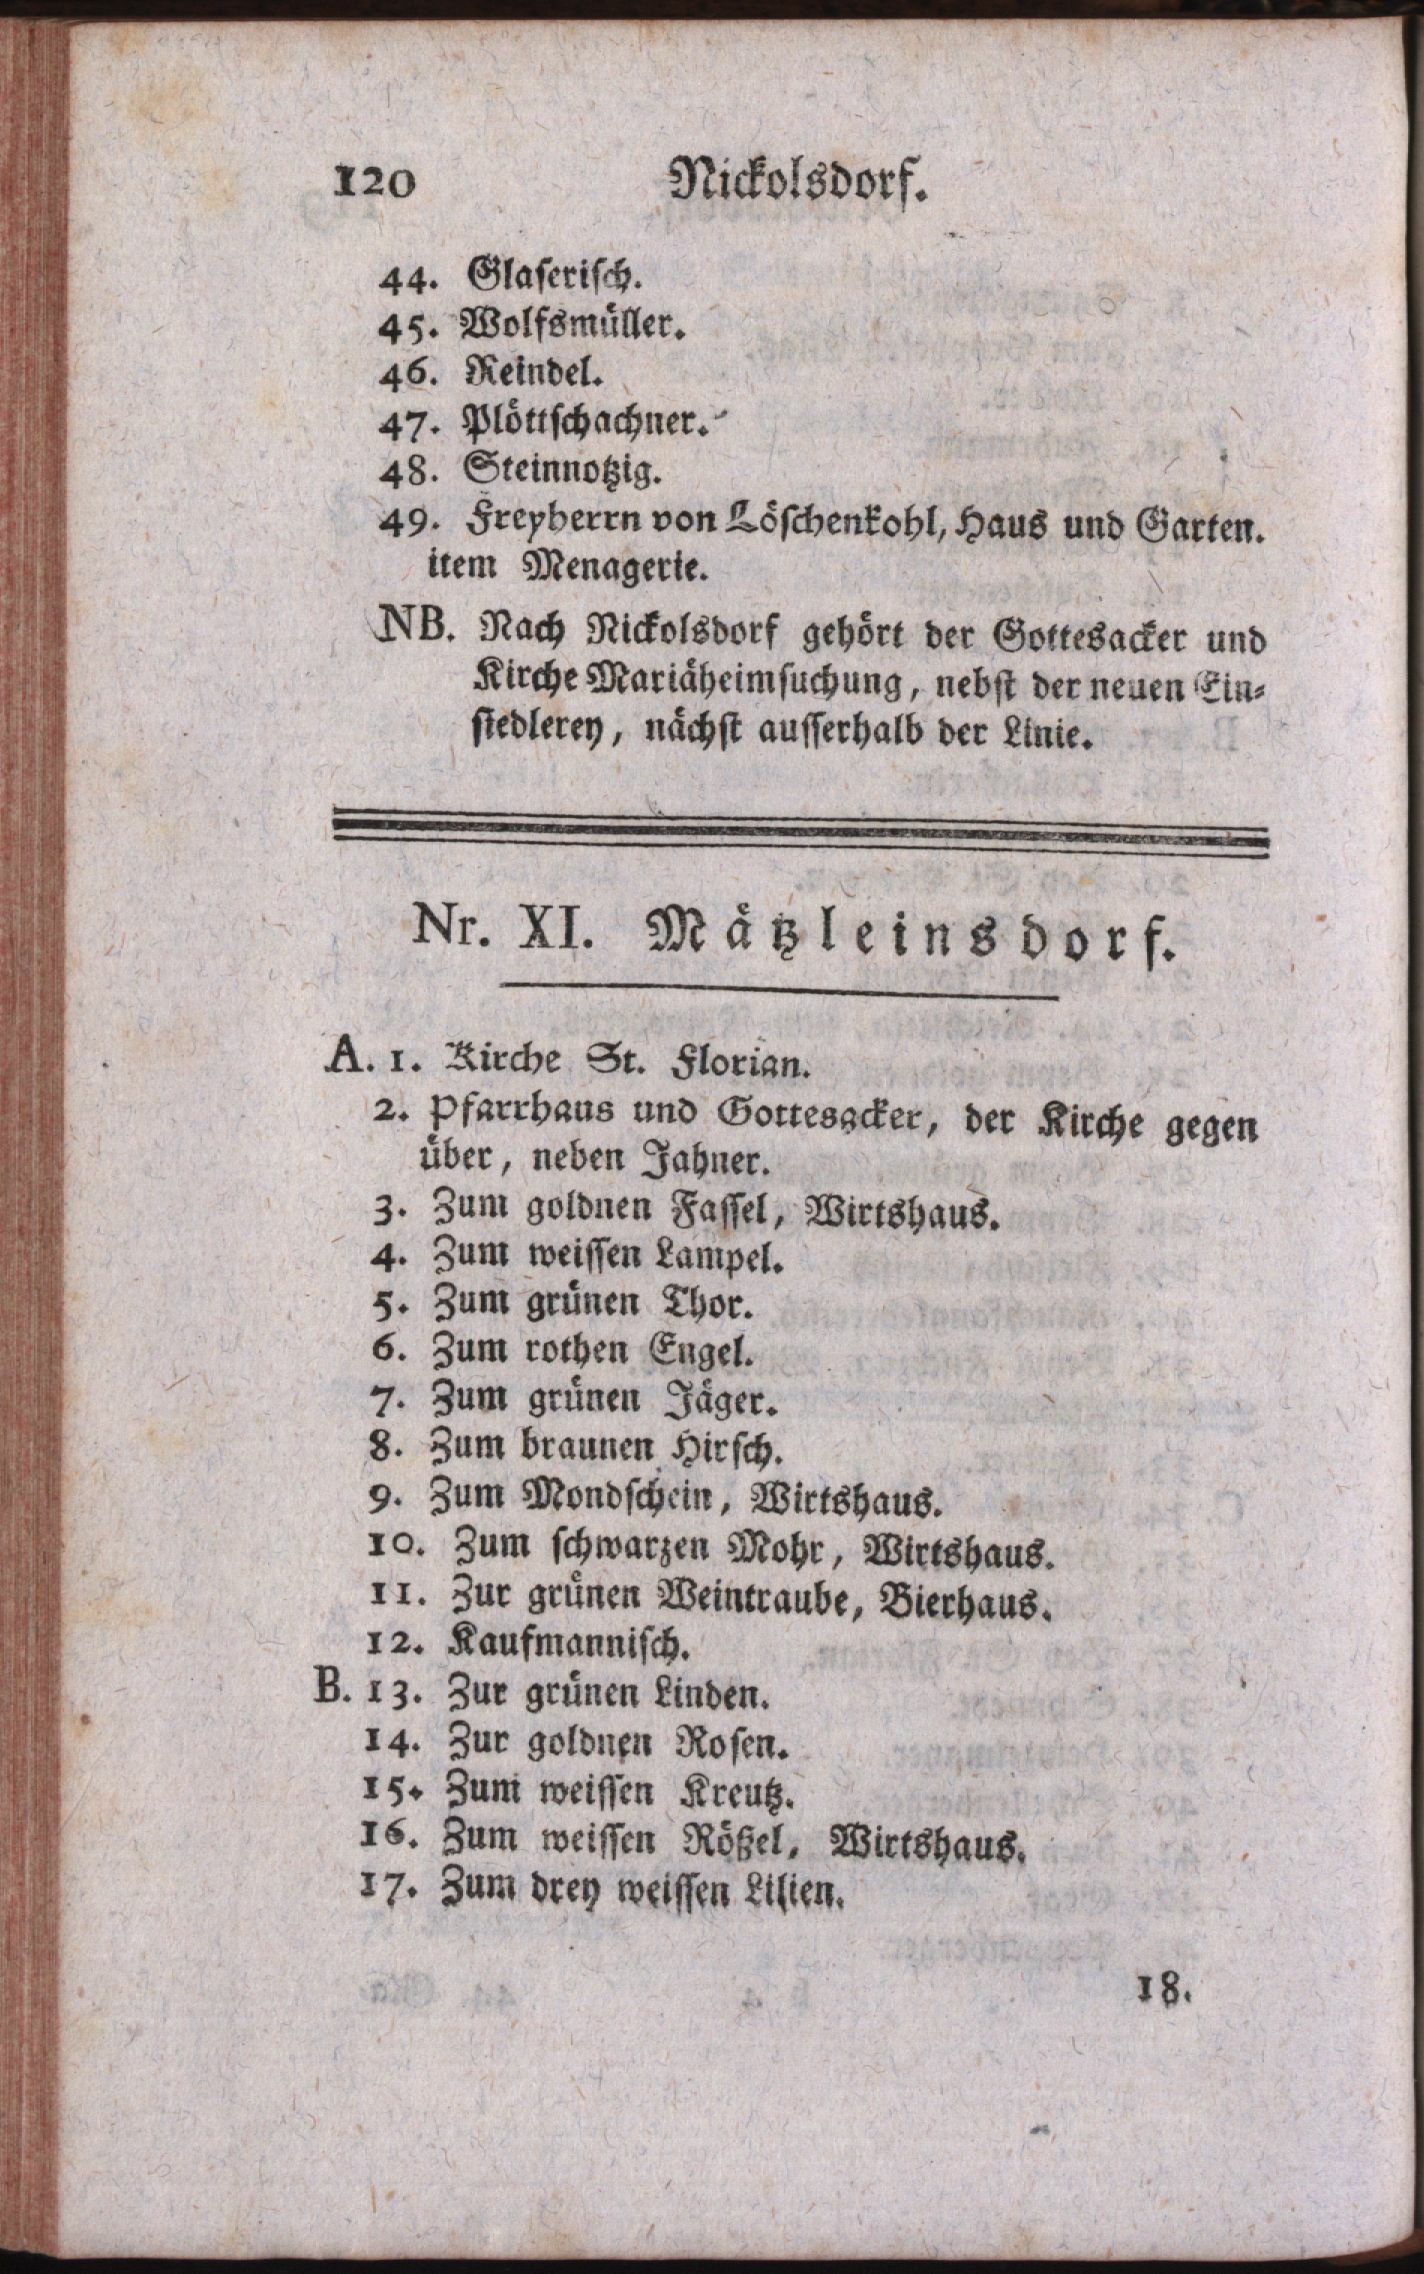 120 Nickolsdorf.
44. Glaserisch.
45. Wolfsmüller.
46. Reindel.
47. Plöttschachner.
48. Steinnotzig.
49. Freyherrn von Löschenkohl, Haus und Garten.
item Menagerie.
NB. Nach Nickolsdorf gehört der Gottesacker und
Kirche Mariäheimsuchung, nebst der neuen Ein-
siedlerey, nächst ausserhalb der Linie.
Nr. XI. Mätzleinsdorf.
A. 1. Kirche St. Florian.
2. Pfarrhaus und Gottesacker, der Kirche gegen
über, neben Jahner.
3. Zum goldnen Fassel, Wirtshaus.
4. Zum weissen Lampel.
5. Zum grünen Thor.
6. Zum rothen Engel.
7. Zum grünen Jäger.
8. Zum braunen Hirsch.
9. Zum Mondschein, Wirtshaus.
10. Zum schwarzen Mohr, Wirtshaus.
11. Zur grünen Weintraube, Bierhaus.
12. Kaufmannisch.
B. 13. Zur grünen Linden.
14. Zur goldnen Rosen.
15. Zum weissen Kreutz.
16. Zum weissen Rößel, Wirtshaus.
17. Zum drey weissen Lilien.
18.